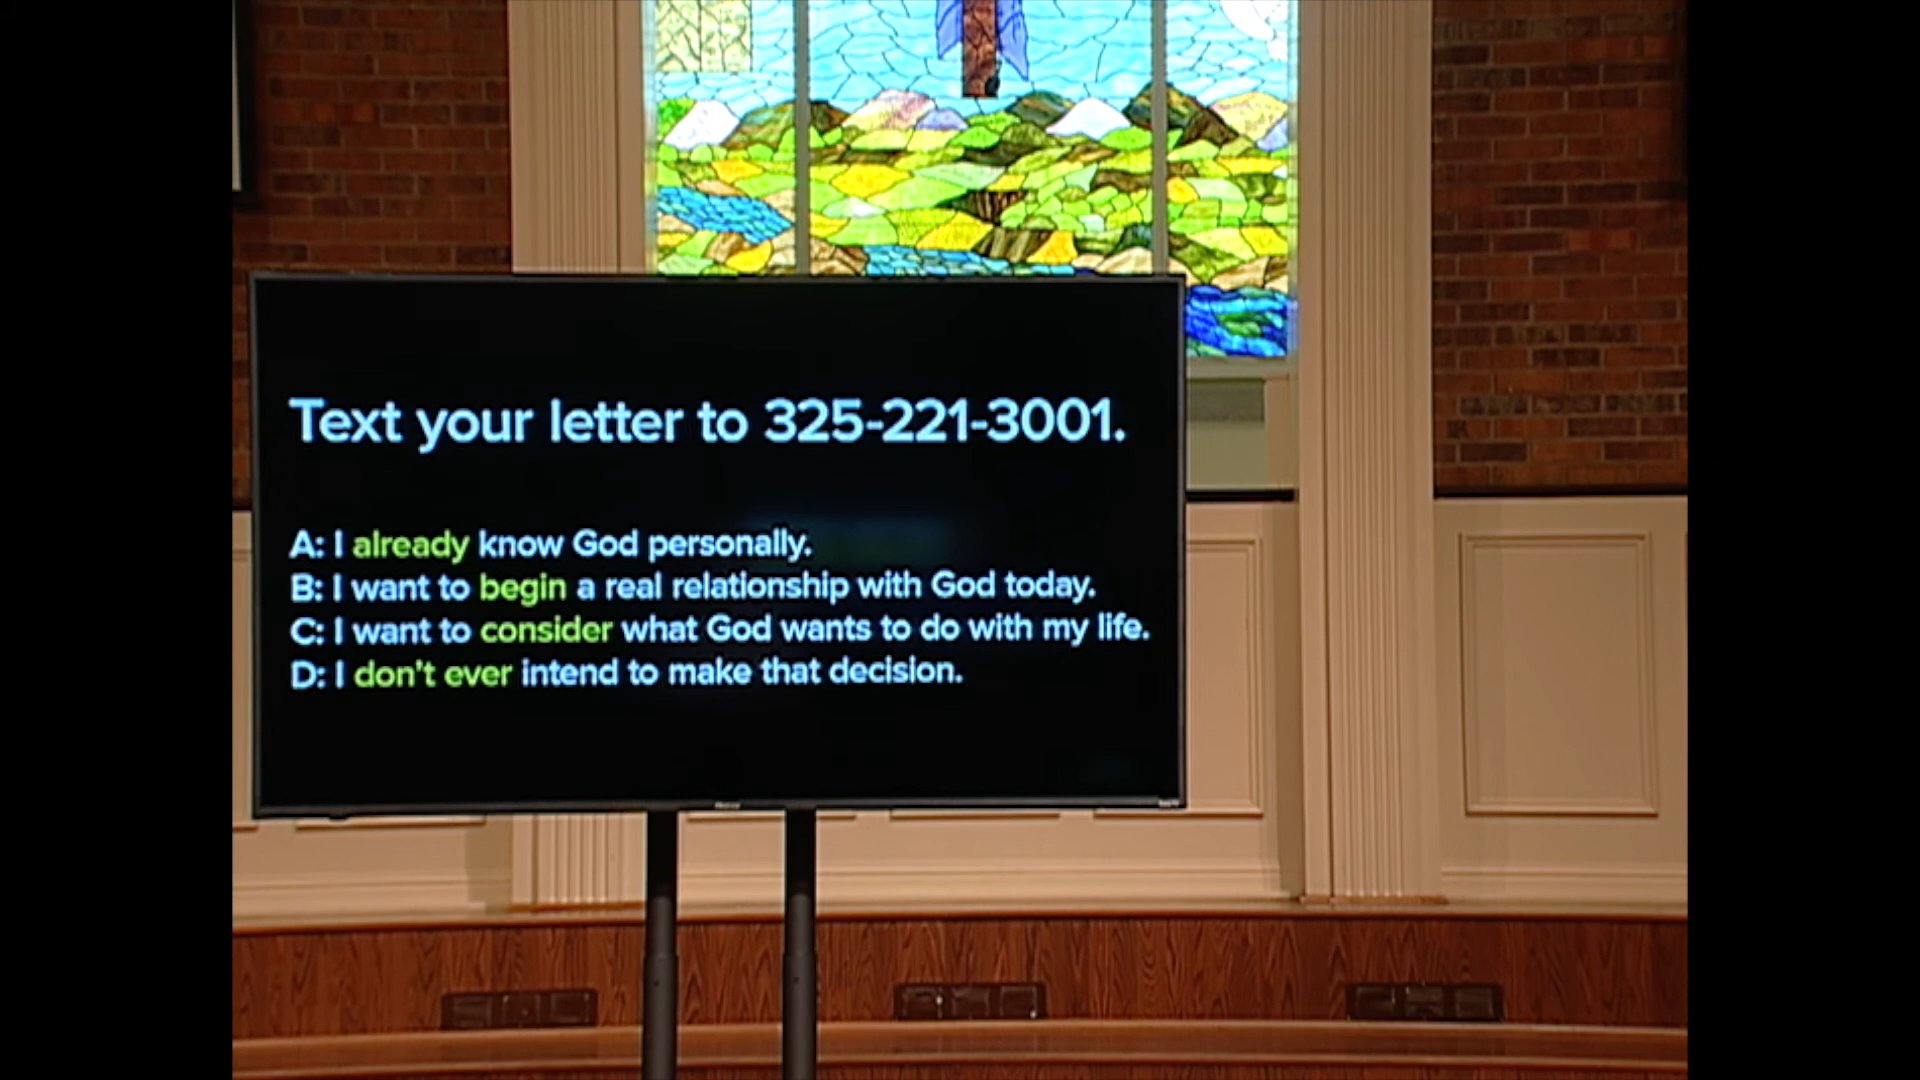 Text your letter to 325-221-3001.
A: I already know God personally.
B: I want to begin a real relationship with God today.
C: I want to consider what God wants to do with my life.
D: I don't ever intend to make that decision.